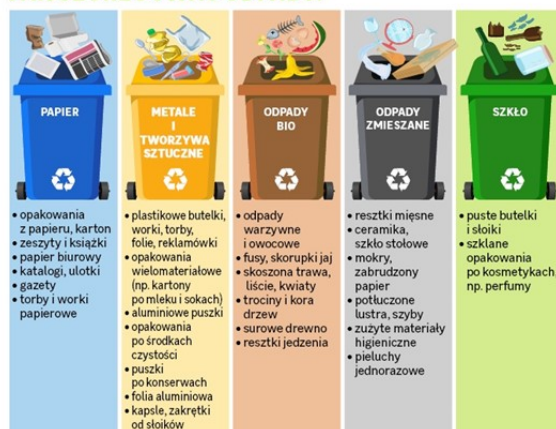 PAPIER
• opakowania
z papieru, karton
• zeszyty i książki
• papier biurowy
• katalogi, ulotki
• gazety
• torby i worki
papierowe
METALE
I
TWORZYWA
SZTUCZNE
• plastikowe butelki,
worki, torby,
folie, reklamówki
• opakowania
wielomateriałowe
(np. kartony
po mleku i sokach)
• aluminiowe puszki
• opakowania
po środkach
czystości
• puszki
po konserwach
• folia aluminiowa
• kapsle, zakrętki
od słoików
ODPADY
BIO
• odpady
warzywne
i owocowe
• fusy, skorupki jaj
• skoszona trawa,
liście, kwiaty
• trociny i kora
drzew
• surowe drewno
• resztki jedzenia
ODPADY
ZMIESZANE
• resztki mięsne
• ceramika,
szkło stołowe
• mokry,
zabrudzony
papier
• potłuczone
lustra, szyby
• zużyte materiały
higieniczne
• pieluchy
jednorazowe
SZKŁO
• puste butelki
i słoiki
• szklane
opakowania
po kosmetykach
np. perfumy